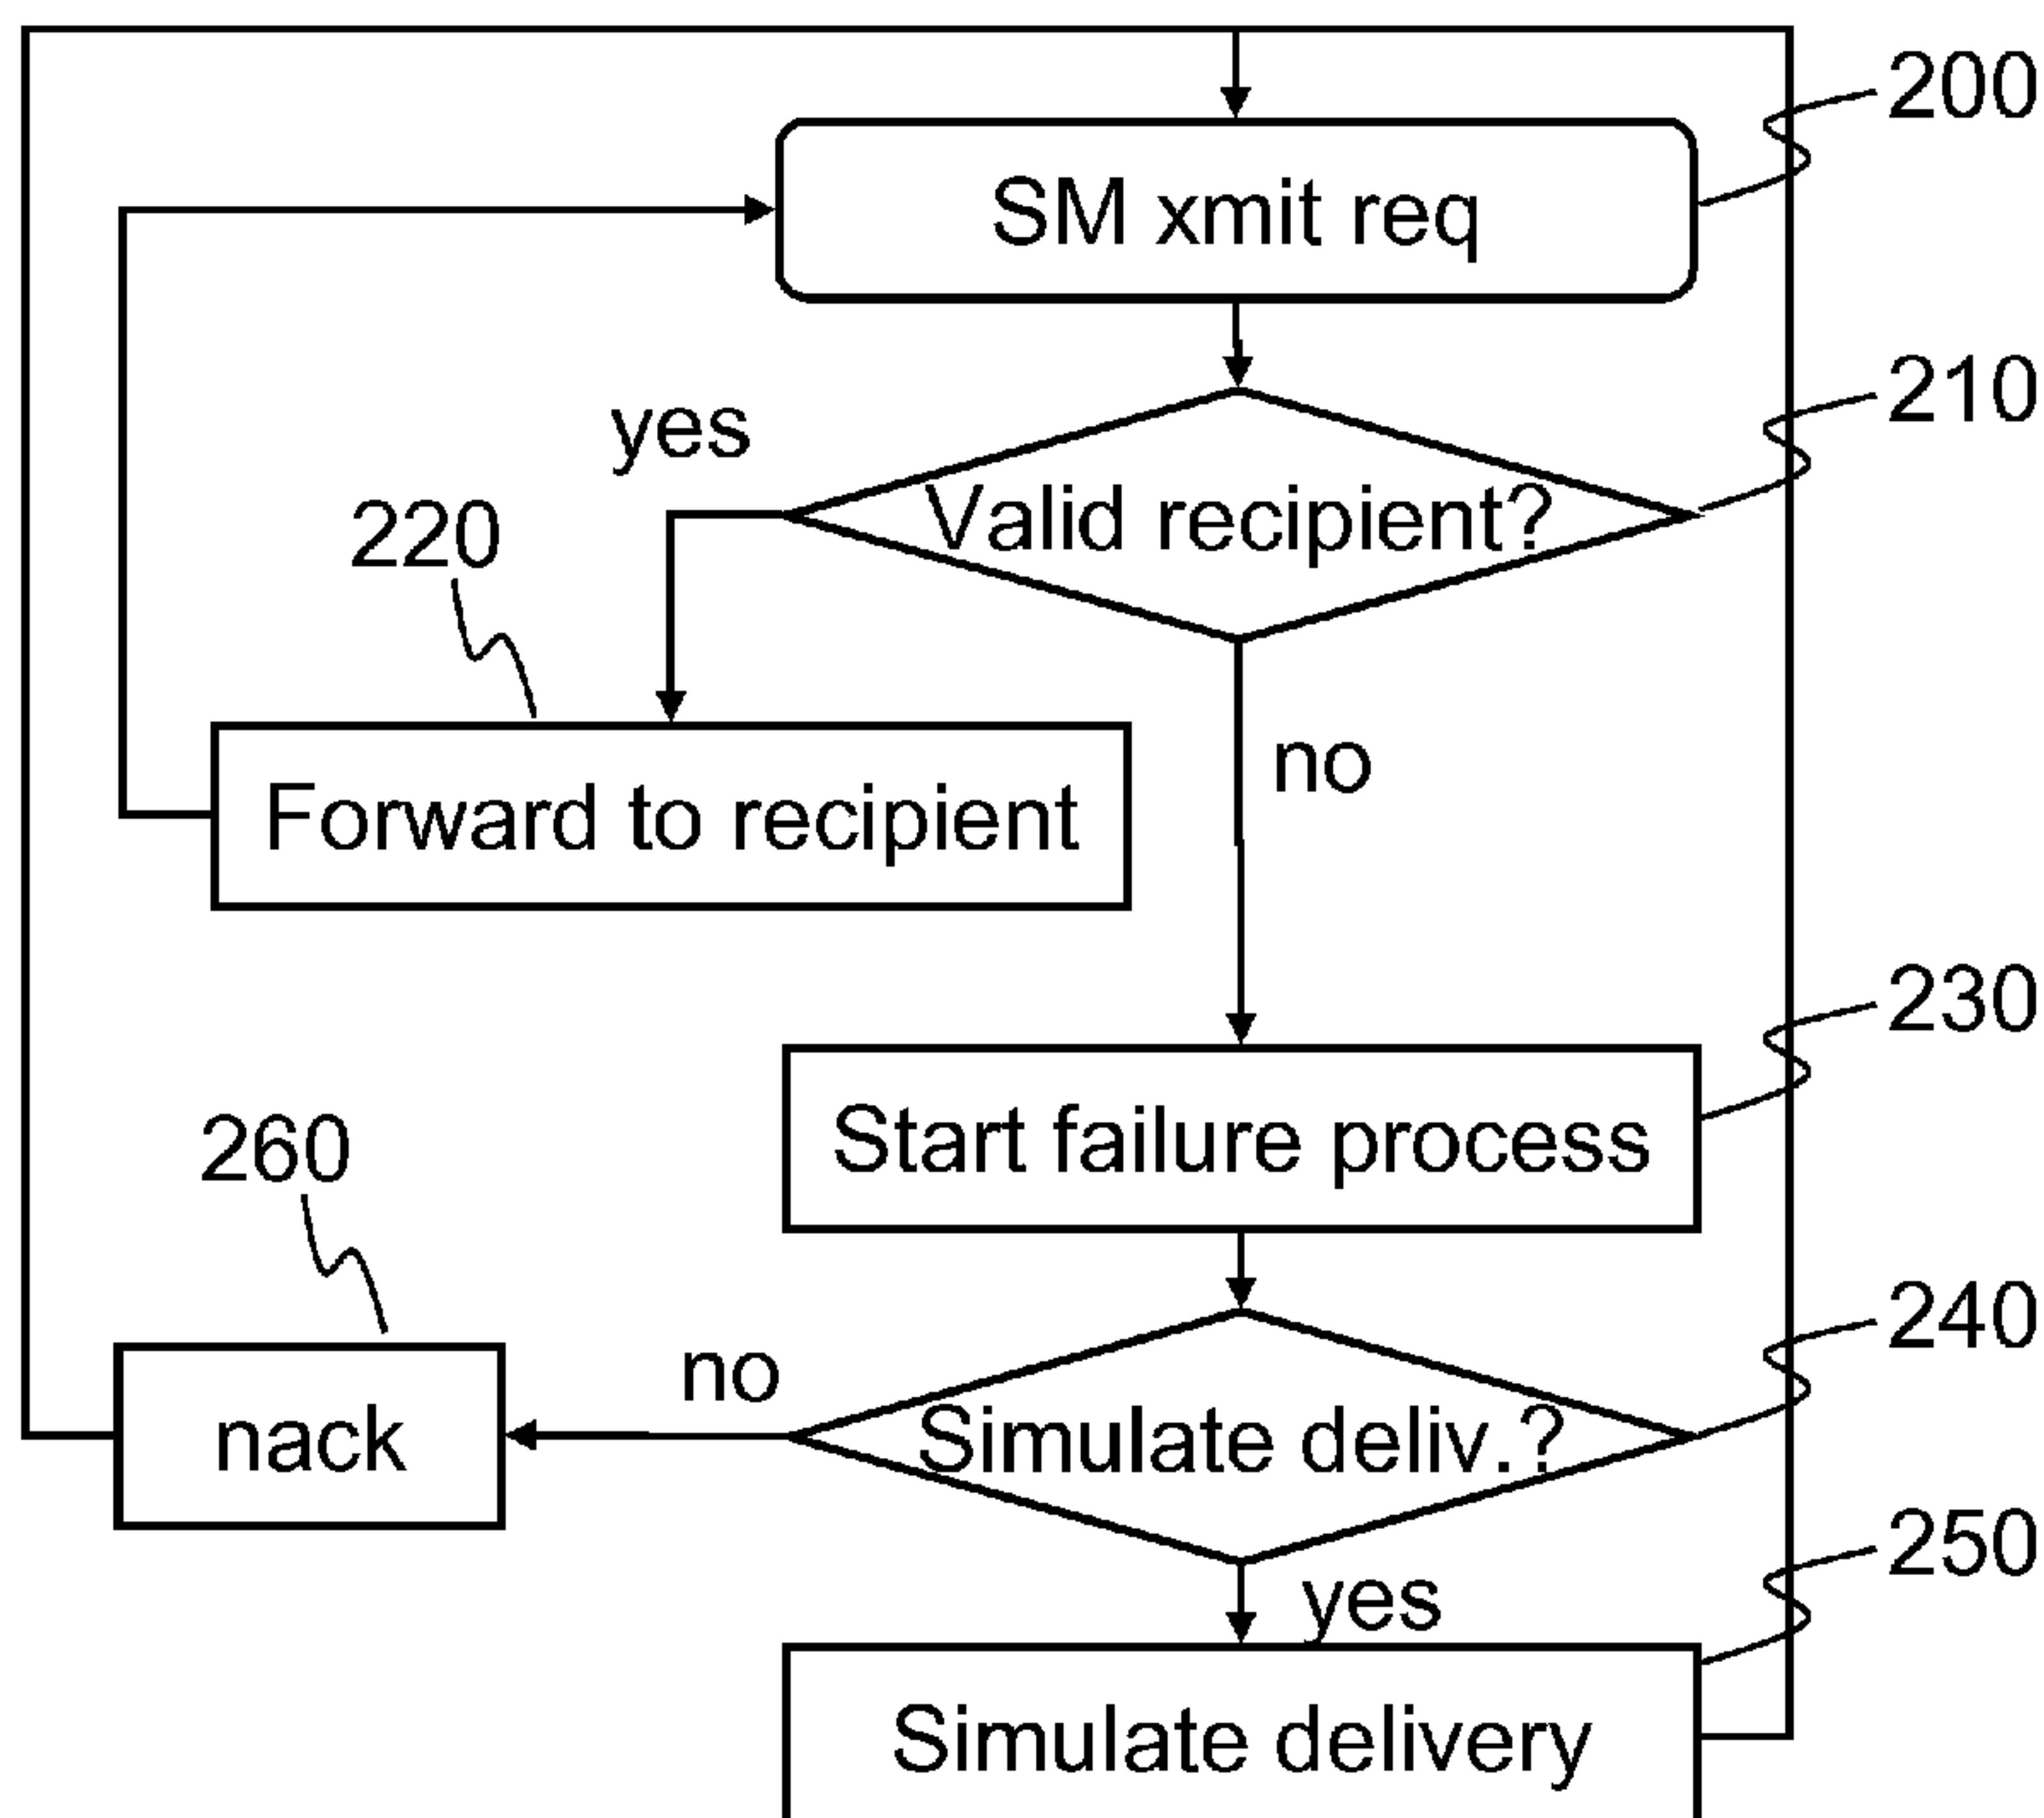 200
SM xmit req
210
yes
Valid recipient?
220
no
Forward to recipient
230
Start failure process
260
240
no
Simulate deliv.?
nack
250
yes
Simulate delivery